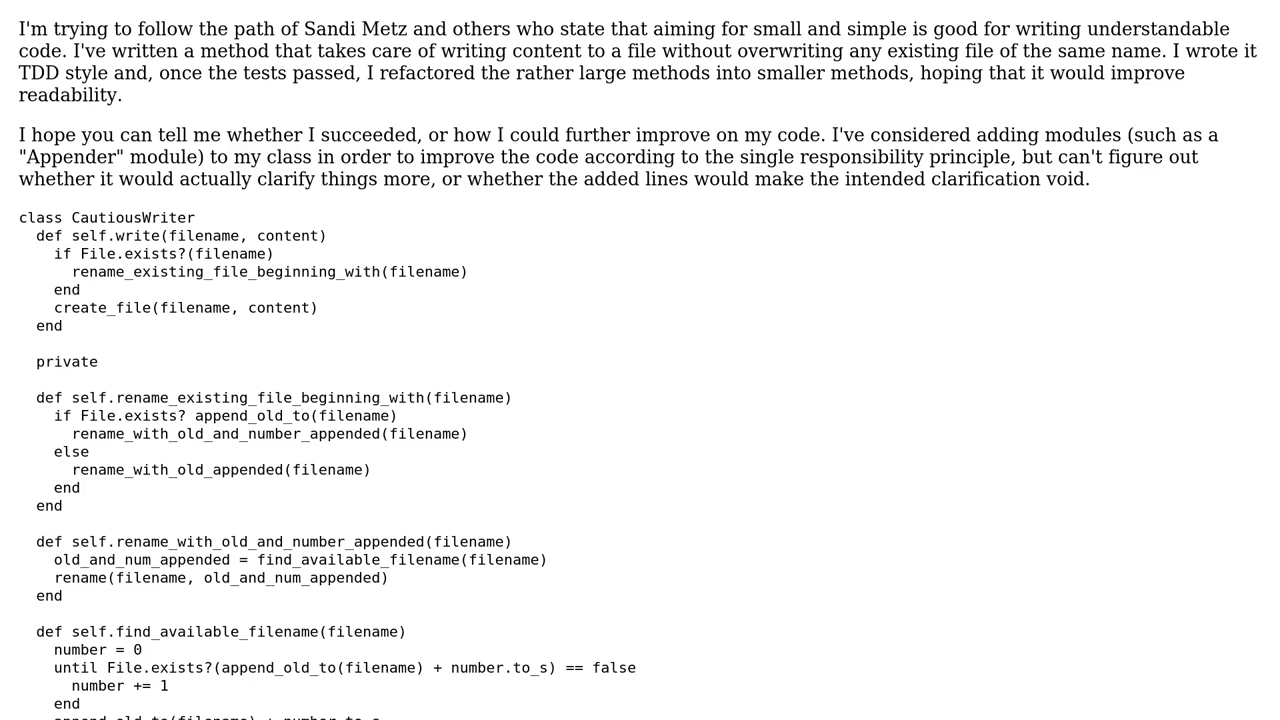 I'm trying to follow the path of Sandi Metz and others who state that aiming for small and simple is good for writing understandable
code. I've written a method that takes care of writing content to a file without overwriting any existing file of the same name. I wrote it
TDD style and, once the tests passed, I refactored the rather large methods into smaller methods, hoping that it would improve
readability.
I hope you can tell me whether I succeeded, or how I could further improve on my code. I've considered adding modules (such as a
"Appender" module) to my class in order to improve the code according to the single responsibility principle, but can't figure out
whether it would actually clarify things more, or whether the added lines would make the intended clarification void.
class CautiousWriter
  def self.write(filename, content)
    if File.exists?(filename)
      rename_existing_file_beginning_with(filename)
    end
    create_file(filename, content)
  end
  private
  def self.rename_existing_file_beginning_with(filename)
    if File.exists? append_old_to(filename)
      rename_with_old_and_number_appended(filename)
    else
      rename_with_old_appended(filename)
    end
  end
  def self.rename_with_old_and_number_appended(filename)
    old_and_num_appended = find_available_filename(filename)
    rename(filename, old_and_num_appended)
  end
  def self.find_available_filename(filename)
    number = 0
    until File.exists?(append_old_to(filename) + number.to_s) == false
      number += 1
    end
    append_old_to(filename) + number.to_s